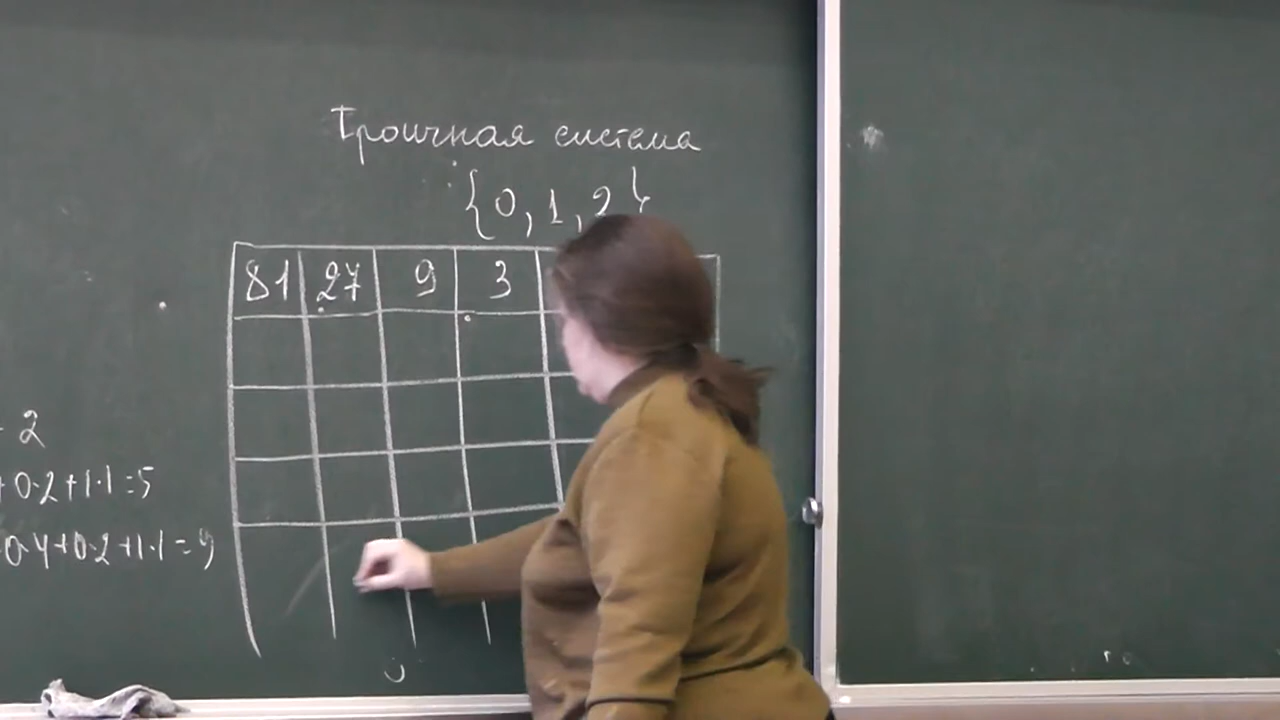 Троичная система
{0, 1, 2}
81 27 9 3
- 2
+0·2+1·1=5
0·4+0·2+1·1=9